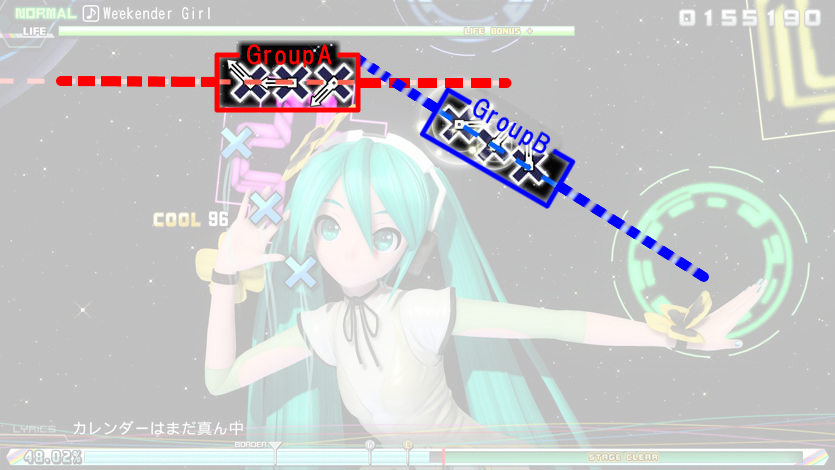 NORMAL ♪ Weekender Girl
0155190
LIFE
LIFE BONUS +
GroupA
GroupB
COOL 96
LYRICS カレンダーはまだ真ん中
BORDER
48.02%
STAGE CLEAR